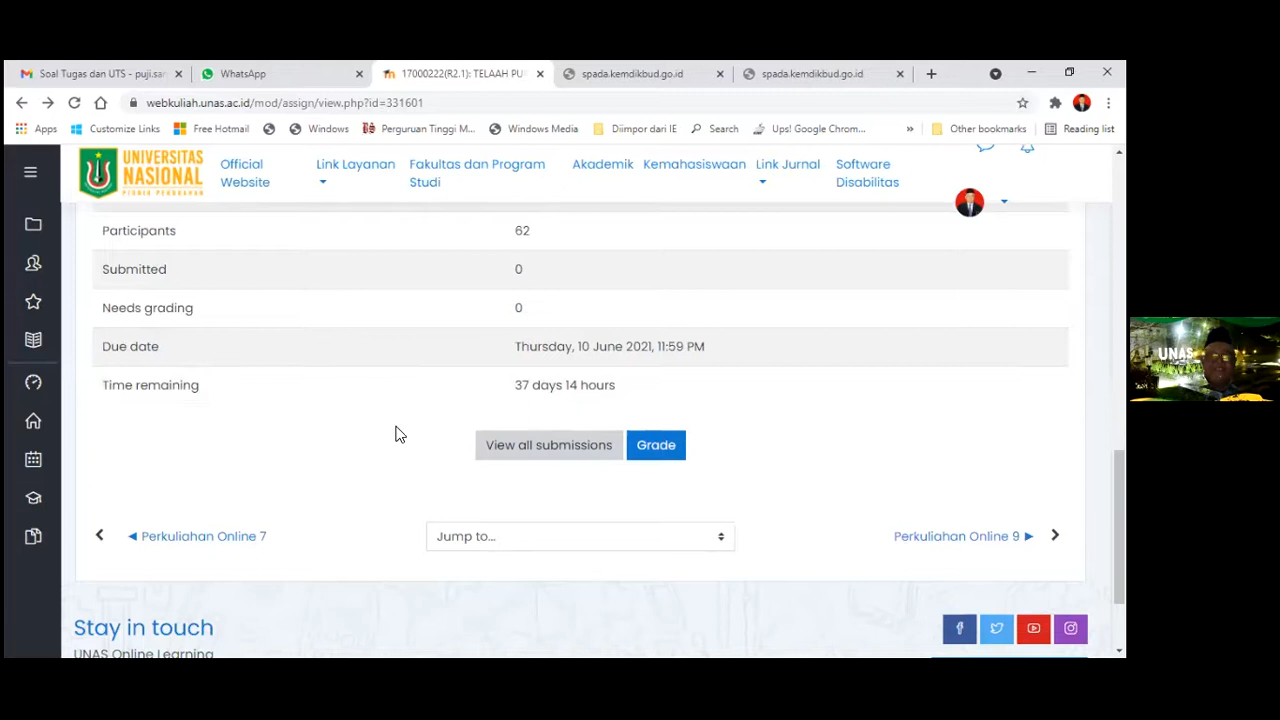 Soal Tugas dan UTS - puji.sar
WhatsApp
17000222(R2.1): TELAAH PU
spada.kemdikbud.go.id
spada.kemdikbud.go.id
webkuliah.unas.ac.id/mod/assign/view.php?id=331601
Apps
Customize Links
Free Hotmail
Windows
Perguruan Tinggi M...
Windows Media
Diimpor dari IE
Search
Ups! Google Chrom...
»
Other bookmarks
Reading list
UNIVERSITAS
NASIONAL
PIONIR PERUBAHAN
Official
Website
Link Layanan
Fakultas dan Program
Studi
Akademik
Kemahasiswaan
Link Jurnal
Software
Disabilitas
Participants 62
Submitted 0
Needs grading 0
Due date Thursday, 10 June 2021, 11:59 PM
Time remaining 37 days 14 hours
View all submissions
Grade
◀ Perkuliahan Online 7
Jump to...
Perkuliahan Online 9 ▶
Stay in touch
UNAS Online Learning
UNAS